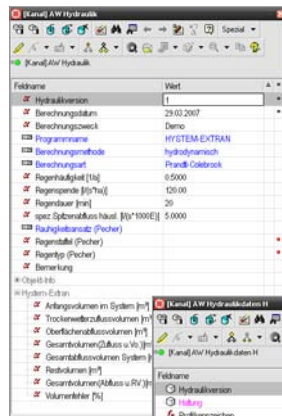 [Kanal] AW Hydraulik
Spezial
[Kanal] AW Hydraulik
Feldname Wert
Hydraulikversion 1
Berechnungsdatum 29.03.2007
Berechnungszweck Demo
Programmname HYSTEM-EXTRAN
Berechnungsmethode hydrodynamisch
Berechnungsart Prandtl-Colebrook
Regenhäufigkeit [1/a] 0.5000
Regenspende [l/(s*ha)] 120.00
Regendauer [min] 20
spez.Spitzenabfluss häusl. [l/(s*1000E)] 5.0000
Rauhigkeitsansatz (Pecher)
Regenstaffel (Pecher)
Regentyp (Pecher)
Bemerkung
Objekt-Info
Hystem-Extran
Anfangsvolumen im System [m³]
Trockenwetterzuflussvolumen [m³
Oberflächenabflussvolumen [m³]
Gesamtvolumen(Zufluss u.Vo.)[m³
Gesamtabflussvolumen System [
Restvolumen [m³]
Gesamtvolumen(Abfluss u.RV.)[m
Volumenfehler [%]
[Kanal] AW Hydraulikdaten H
[Kanal] AW Hydraulikdaten H
Feldname
Hydraulikversion
Haltung
Profilkennzeichen